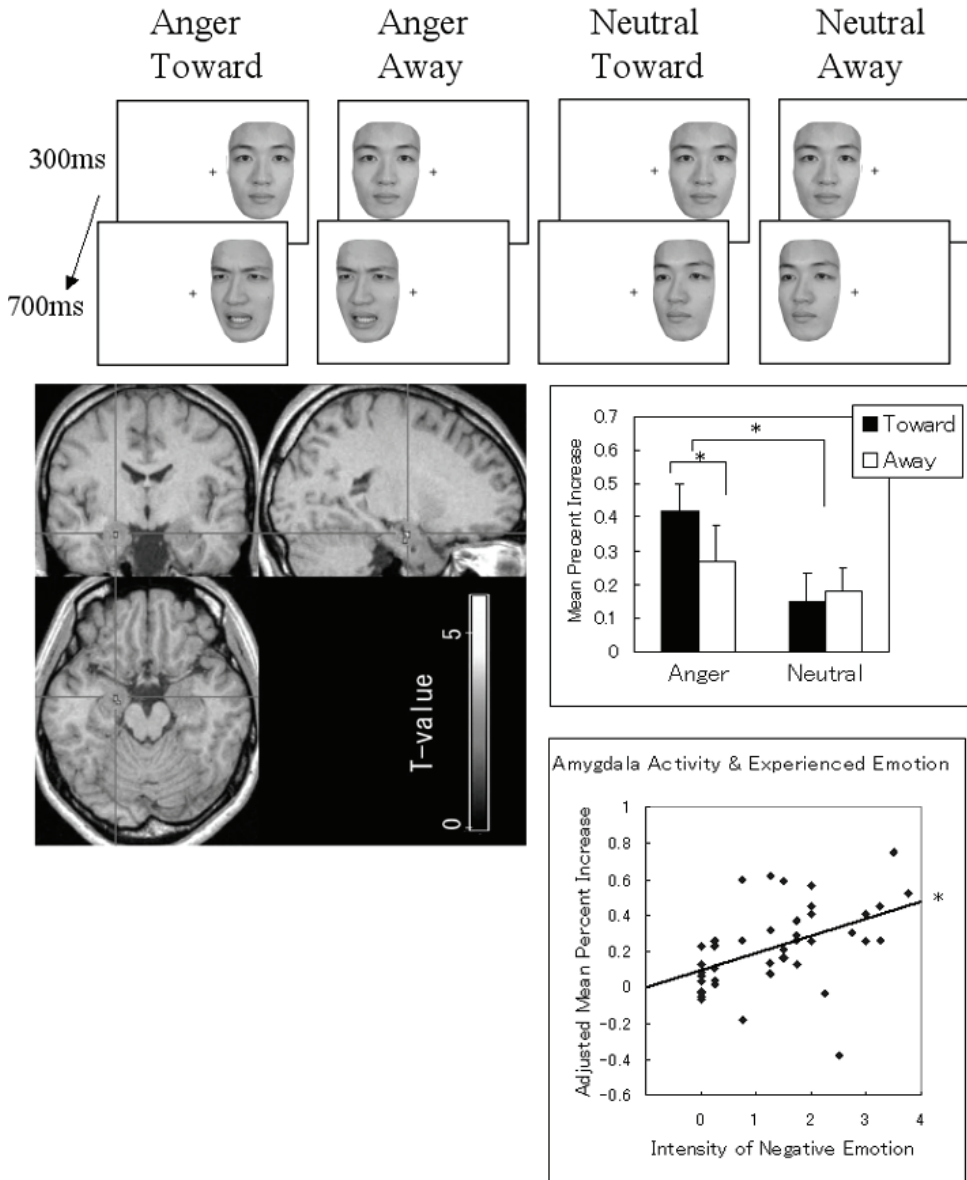 Anger Toward
Anger Away
Neutral Toward
Neutral Away
300ms
700ms
T-value
5
0
Mean Precent Increase
0.7
0.6
0.5
0.4
0.3
0.2
0.1
0
*
*
Toward
Away
Anger
Neutral
Amygdala Activity & Experienced Emotion
Adjusted Mean Percent Increase
1
0.8
0.6
0.4
0.2
0
-0.2
-0.4
-0.6
*
0 1 2 3 4
Intensity of Negative Emotion